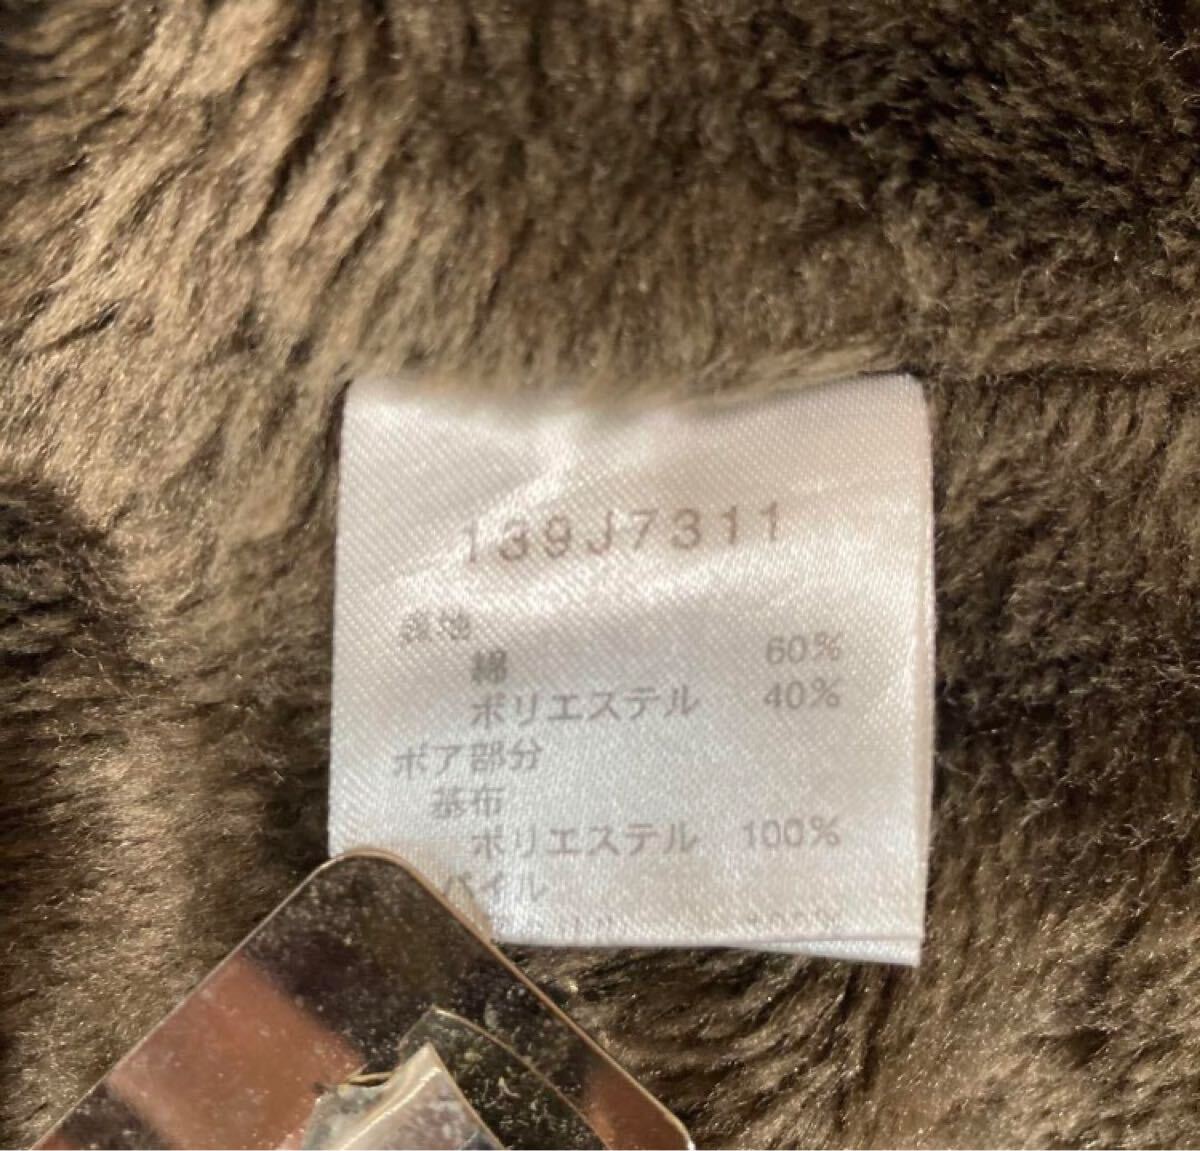 139J7311
表地
綿 60%
ポリエステル 40%
ボア部分
基布
ポリエステル 100%
パイル